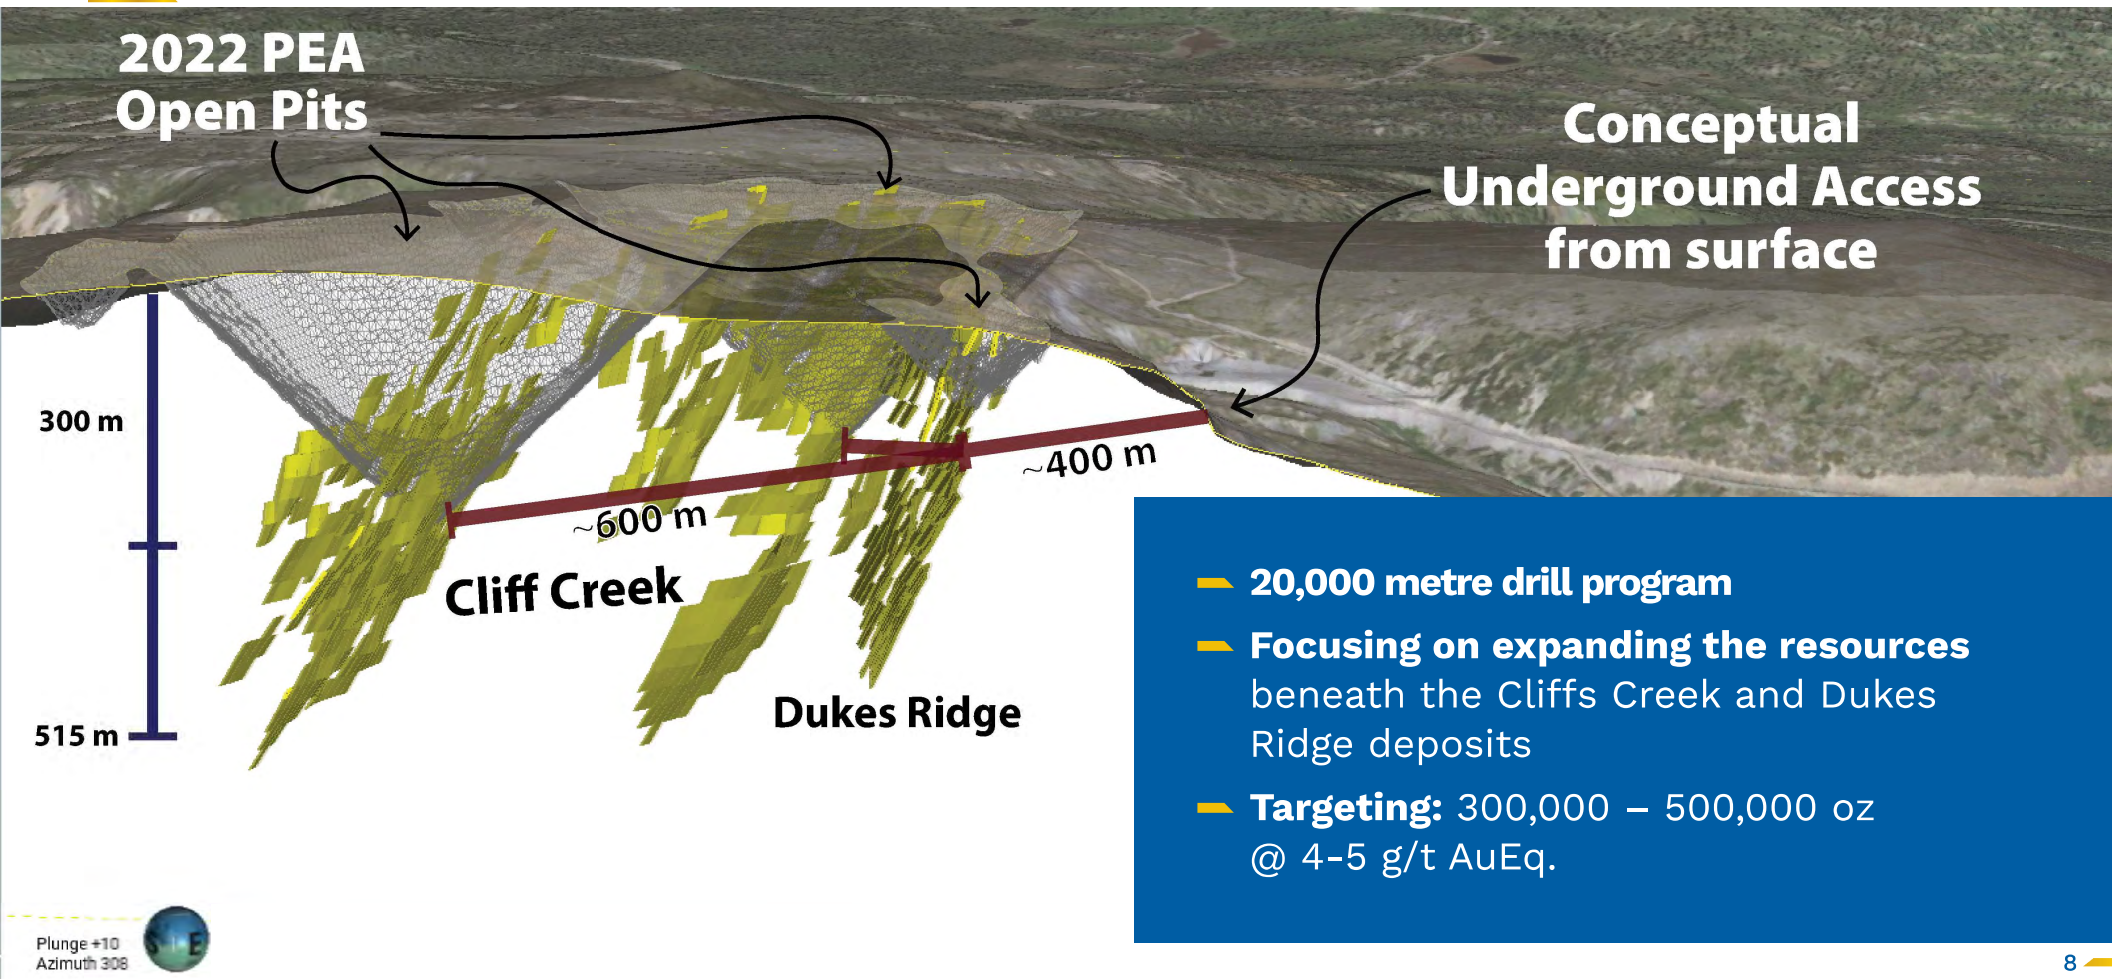 2022 PEA
Open Pits
Conceptual
Underground Access
from surface
300 m
~400 m
~600 m
Cliff Creek
515 m
Dukes Ridge
20,000 metre drill program
Focusing on expanding the resources
beneath the Cliffs Creek and Dukes
Ridge deposits
Targeting: 300,000 – 500,000 oz
@ 4-5 g/t AuEq.
Plunge +10
Azimuth 308
S E
8